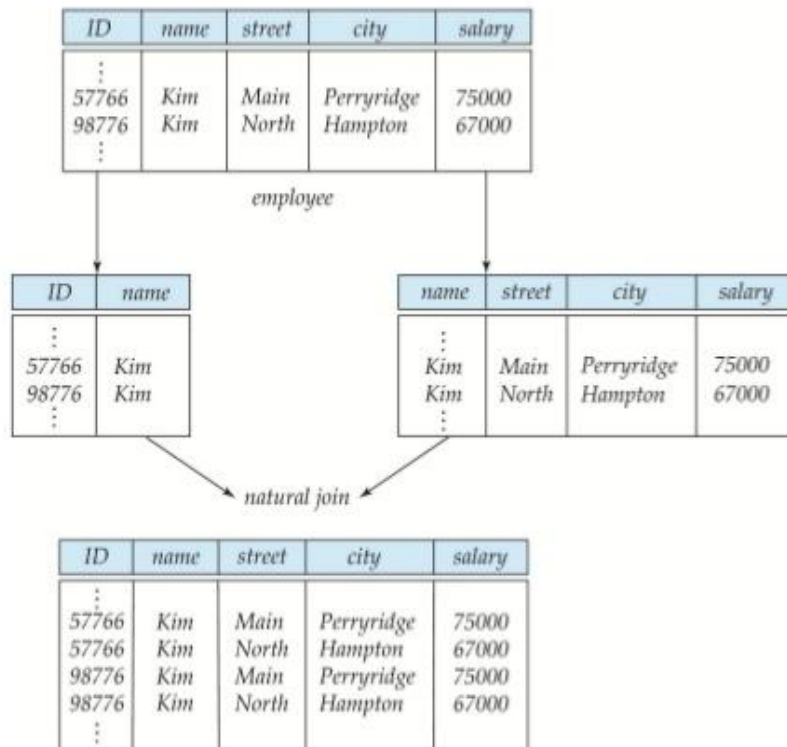 ID name street city salary
⋮
57766 Kim Main Perryridge 75000
98776 Kim North Hampton 67000
⋮
employee
ID name
⋮
57766 Kim
98776 Kim
⋮
name street city salary
⋮
Kim Main Perryridge 75000
Kim North Hampton 67000
⋮
natural join
ID name street city salary
⋮
57766 Kim Main Perryridge 75000
57766 Kim North Hampton 67000
98776 Kim Main Perryridge 75000
98776 Kim North Hampton 67000
⋮